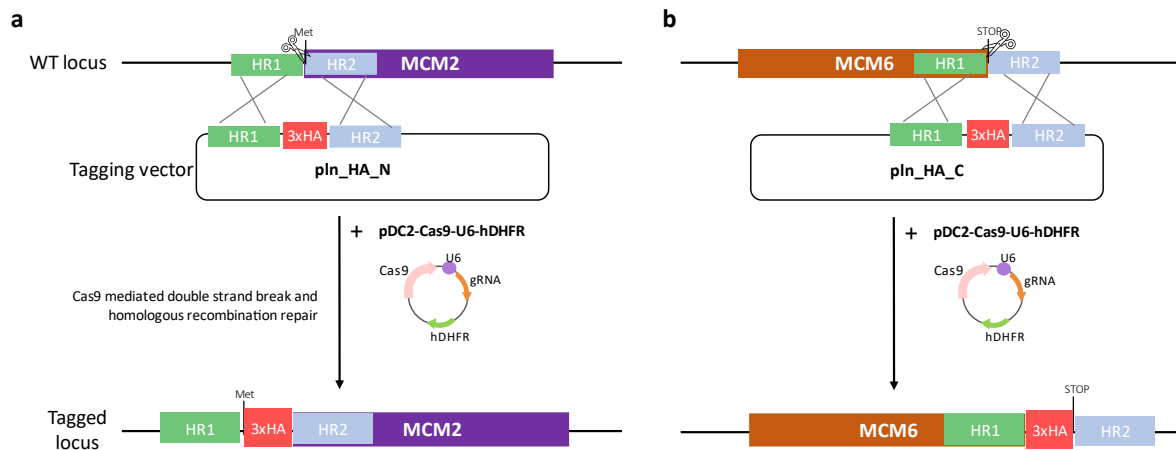 a
Met
WT locus
HR1
HR2
MCM2
HR1
3xHA
HR2
Tagging vector
pln_HA_N
+ pDC2-Cas9-U6-hDHFR
U6
Cas9
gRNA
hDHFR
Cas9 mediated double strand break and
homologous recombination repair
Met
Tagged
locus
HR1
3xHA
HR2
MCM2
b
STOP
MCM6
HR1
HR2
HR1
3xHA
HR2
pln_HA_C
+ pDC2-Cas9-U6-hDHFR
U6
Cas9
gRNA
hDHFR
STOP
MCM6
HR1
3xHA
HR2